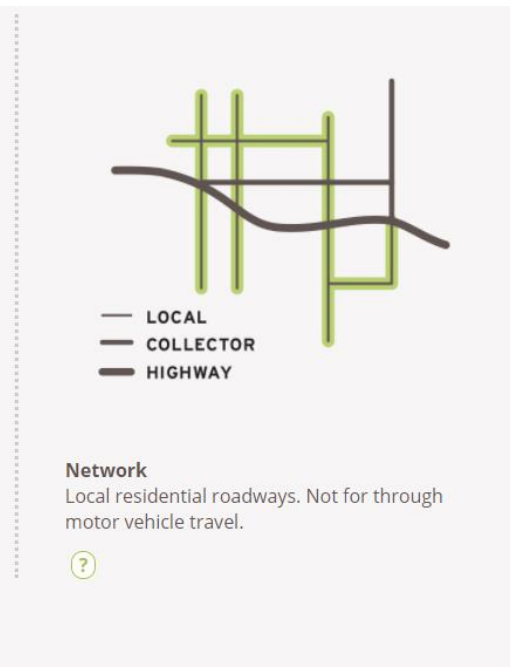 LOCAL
COLLECTOR
HIGHWAY
Network
Local residential roadways. Not for through
motor vehicle travel.
?